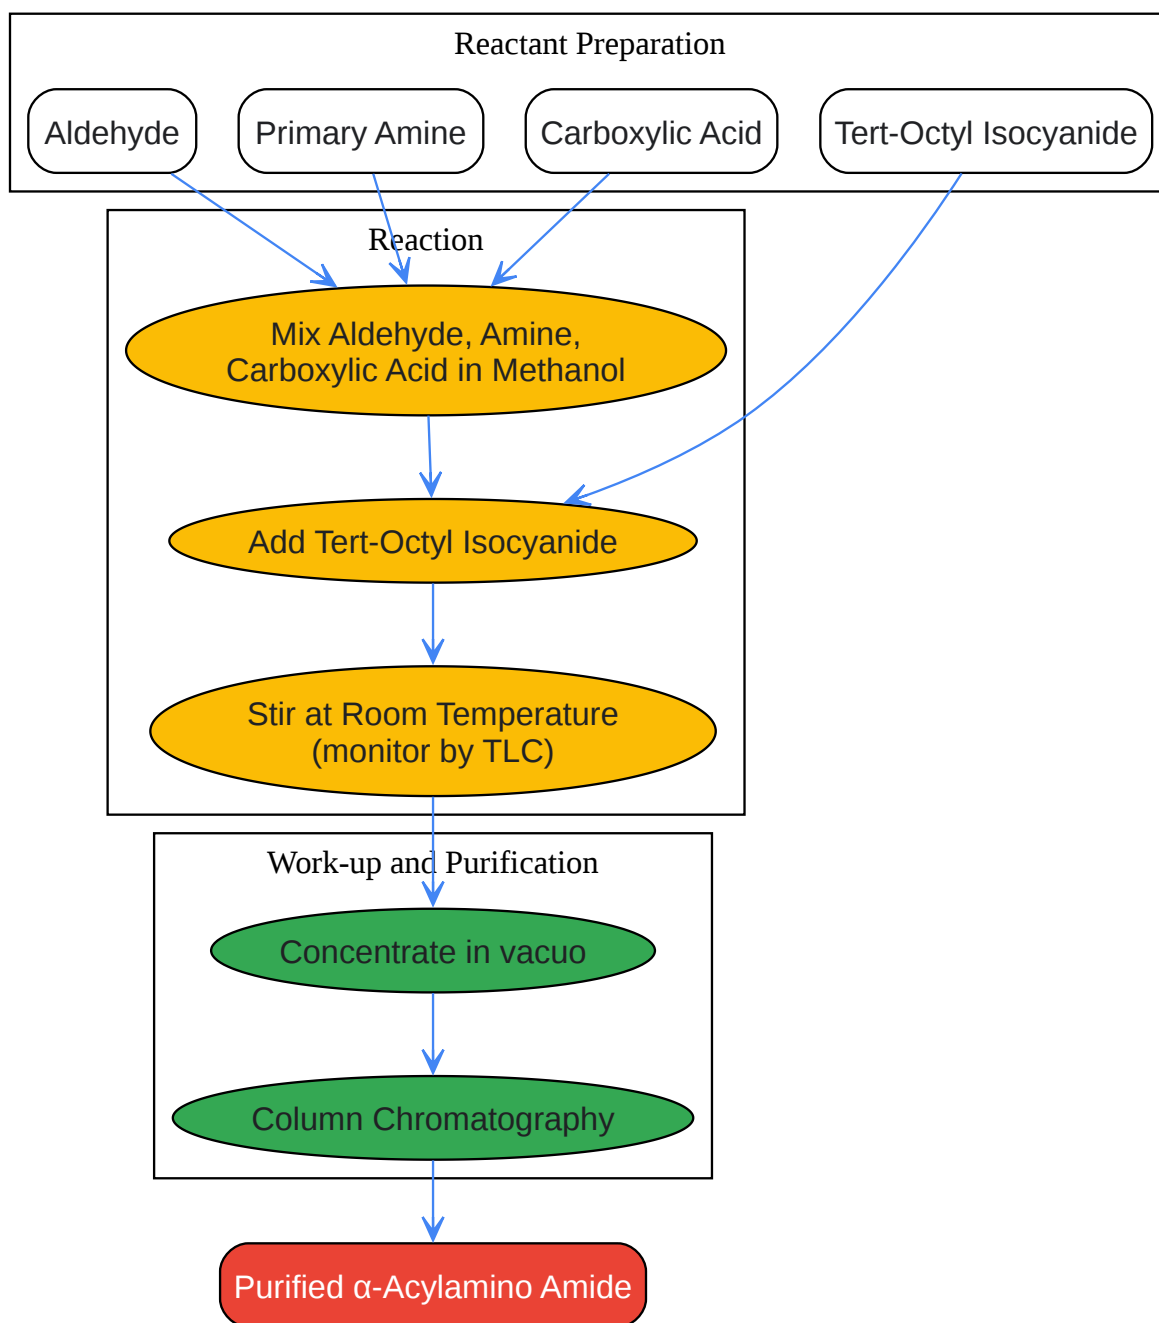 Reactant Preparation
Aldehyde
Primary Amine
Carboxylic Acid
Tert-Octyl Isocyanide
Reaction
Mix Aldehyde, Amine,
Carboxylic Acid in Methanol
Add Tert-Octyl Isocyanide
Stir at Room Temperature
(monitor by TLC)
Work-up and Purification
Concentrate in vacuo
Column Chromatography
Purified α-Acylamino Amide